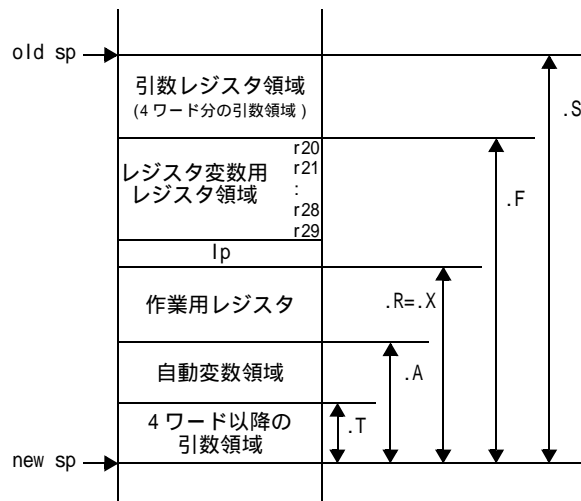 old sp
引数レジスタ領域
(4 ワード分の引数領域 )
.S
r20
レジスタ変数用
r21
レジスタ領域
:
r28
r29
.F
lp
作業用レジスタ
.R=.X
自動変数領域
.A
4 ワード以降の
引数領域
.T
new sp